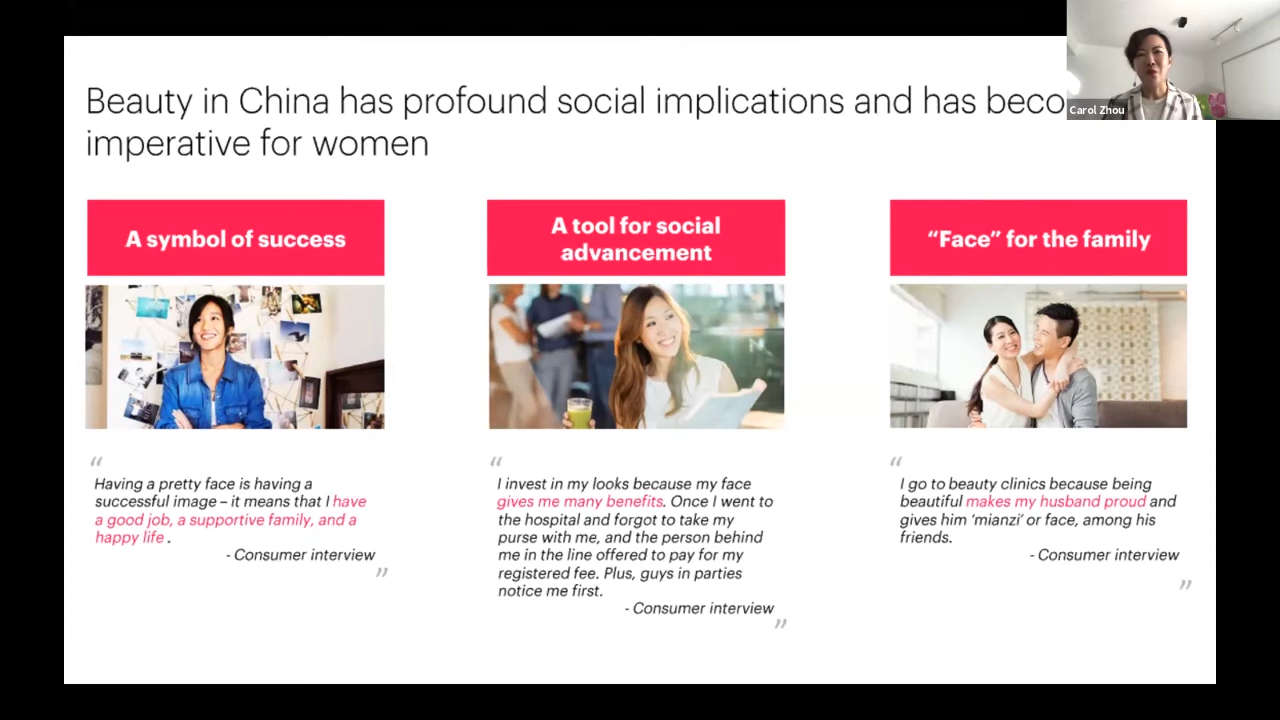 Beauty in China has profound social implications and has
imperative for women
Carol Zhou
A symbol of success
“
Having a pretty face is having a
successful image – it means that I have
a good job, a supportive family, and a
happy life .
- Consumer interview
”
A tool for social
advancement
“
I invest in my looks because my face
gives me many benefits. Once I went to
the hospital and forgot to take my
purse with me, and the person behind
me in the line offered to pay for my
registered fee. Plus, guys in parties
notice me first.
- Consumer interview
”
“Face” for the family
“
I go to beauty clinics because being
beautiful makes my husband proud and
gives him ‘mianzi’ or face, among his
friends.
- Consumer interview
”